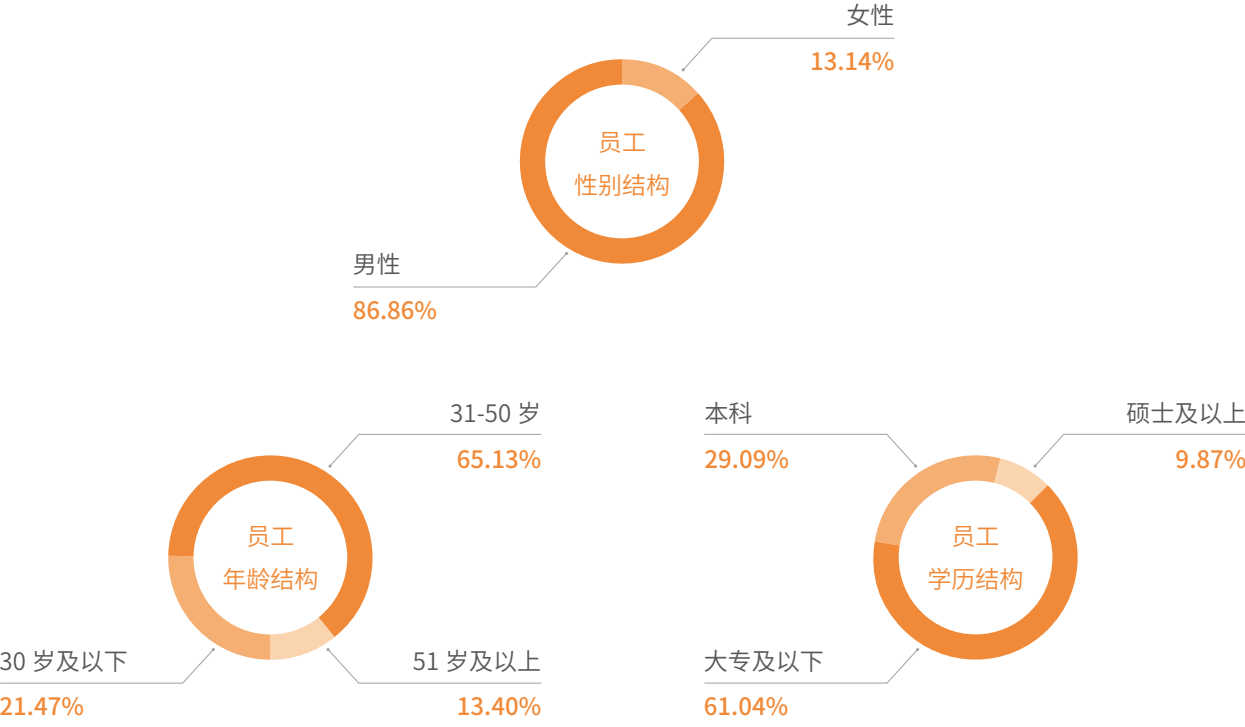 女性
13.14%
员工
性别结构
男性
86.86%
31-50 岁
65.13%
员工
年龄结构
30 岁及以下
21.47%
51 岁及以上
13.40%
本科
29.09%
硕士及以上
9.87%
员工
学历结构
大专及以下
61.04%